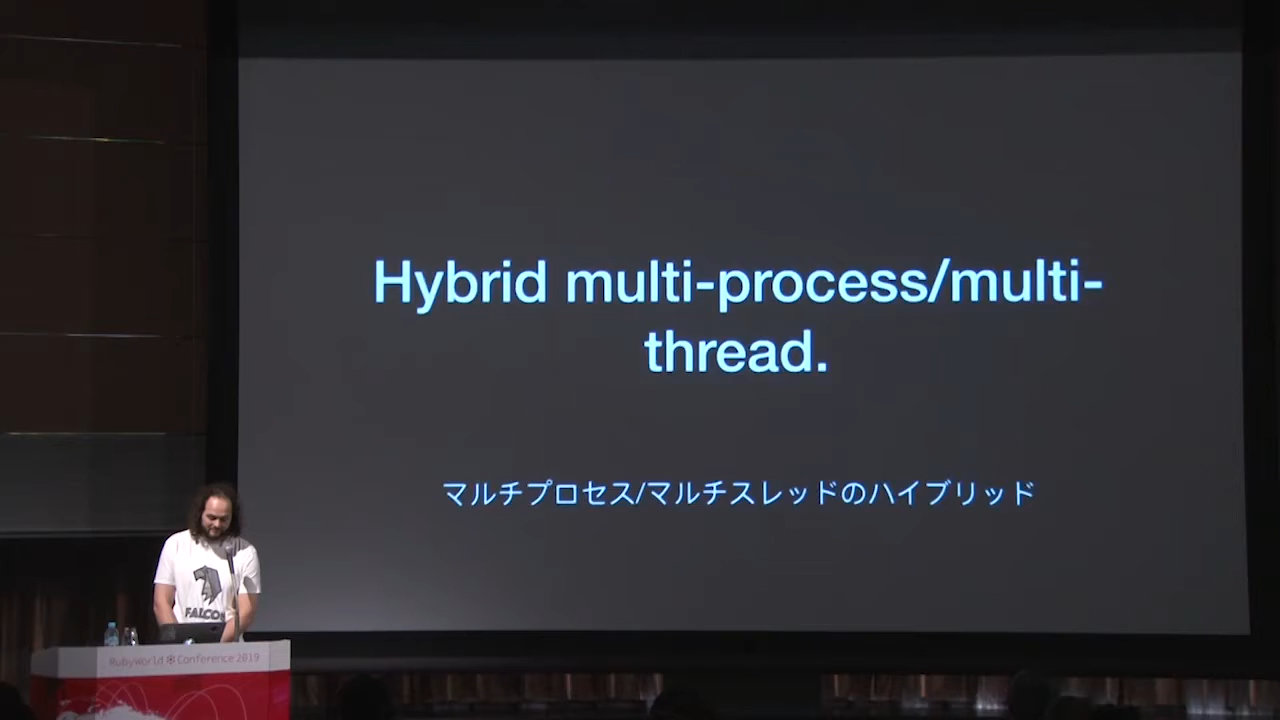 Hybrid multi-process/multi-
thread.
マルチプロセス/マルチスレッドのハイブリッド
FALCON
RubyWorld Conference 2019